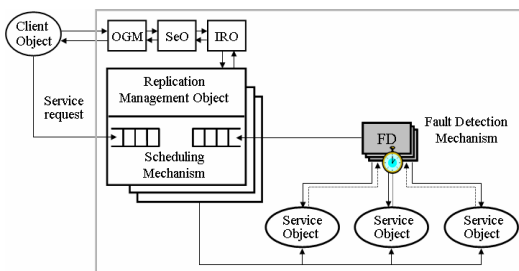 Client
Object
OGM
SeO
IRO
Replication
Management Object
Service
request
Scheduling
Mechanism
FD
Fault Detection
Mechanism
Service
Object
Service
Object
Service
Object